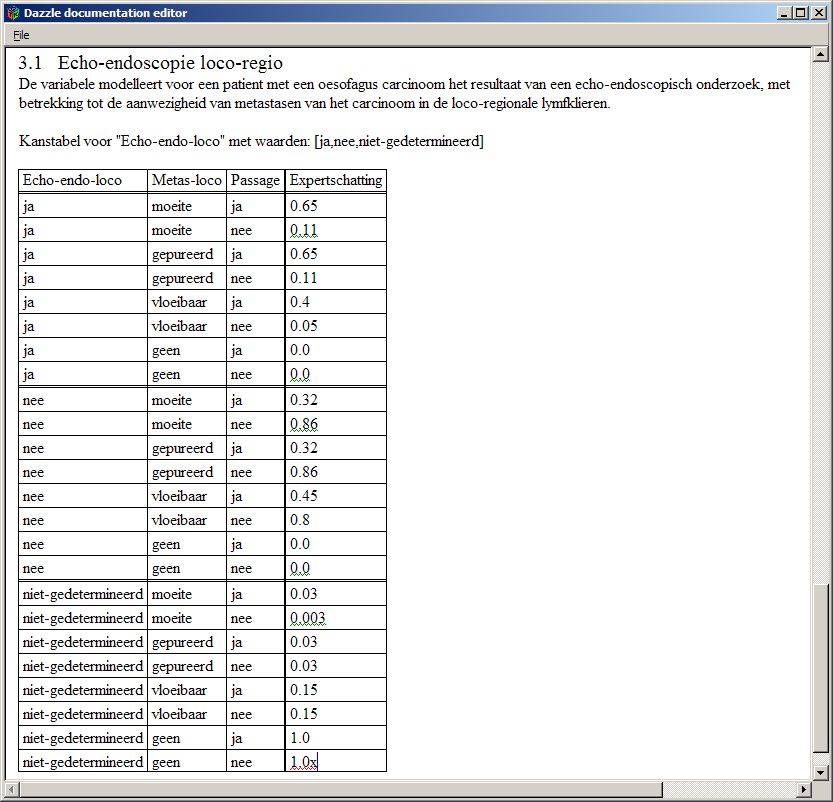 Dazzle documentation editor
File
3.1 Echo-endoscopie loco-regio
De variabele modelleert voor een patient met een oesofagus carcinoom het resultaat van een echo-endoscopisch onderzoek, met
betrekking tot de aanwezigheid van metastasen van het carcinoom in de loco-regionale lymfklieren.
Kanstabel voor "Echo-endo-loco" met waarden: [ja,nee,niet-gedetermineerd]
Echo-endo-loco Metas-loco Passage Expertschatting
ja moeite ja 0.65
ja moeite nee 0.11
ja gepureerd ja 0.65
ja gepureerd nee 0.11
ja vloeibaar ja 0.4
ja vloeibaar nee 0.05
ja geen ja 0.0
ja geen nee 0.0
nee moeite ja 0.32
nee moeite nee 0.86
nee gepureerd ja 0.32
nee gepureerd nee 0.86
nee vloeibaar ja 0.45
nee vloeibaar nee 0.8
nee geen ja 0.0
nee geen nee 0.0
niet-gedetermineerd moeite ja 0.03
niet-gedetermineerd moeite nee 0.003
niet-gedetermineerd gepureerd ja 0.03
niet-gedetermineerd gepureerd nee 0.03
niet-gedetermineerd vloeibaar ja 0.15
niet-gedetermineerd vloeibaar nee 0.15
niet-gedetermineerd geen ja 1.0
niet-gedetermineerd geen nee 1.0x